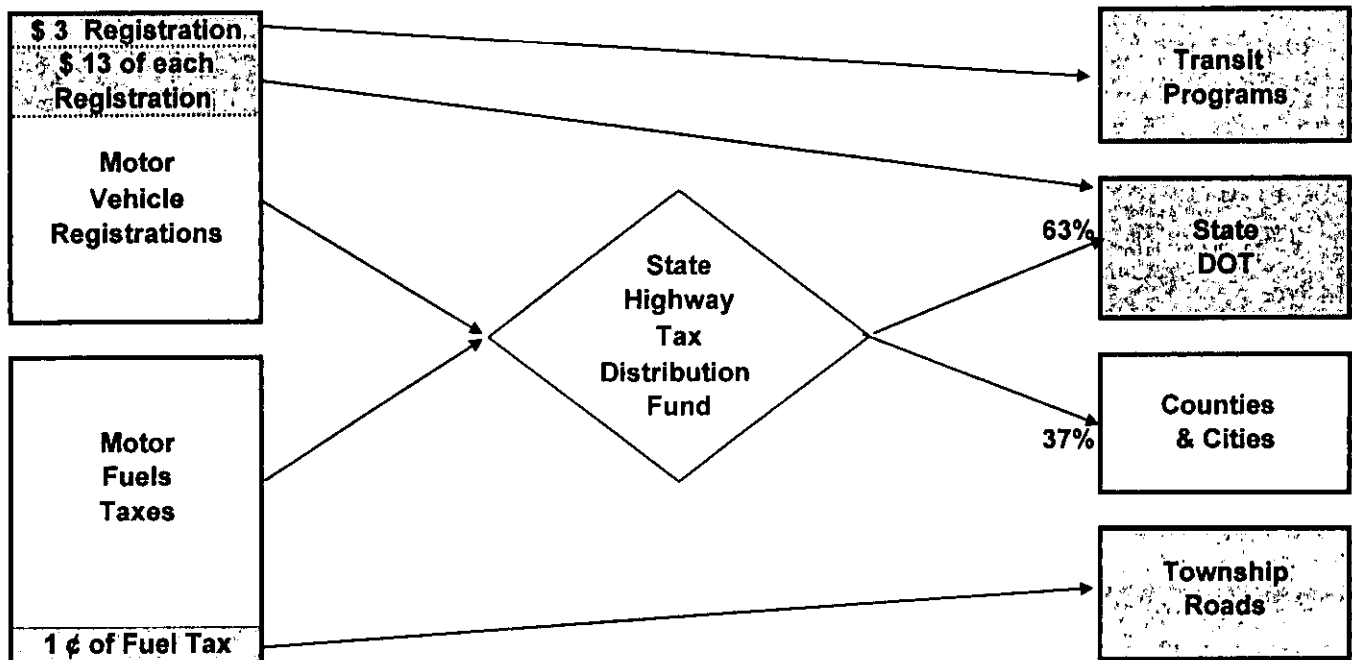 $ 3 Registration
$ 13 of each
Registration
Motor
Vehicle
Registrations
Motor
Fuels
Taxes
1 ¢ of Fuel Tax
State
Highway
Tax
Distribution
Fund
63%
37%
Transit
Programs
State
DOT
Counties
& Cities
Township
Roads